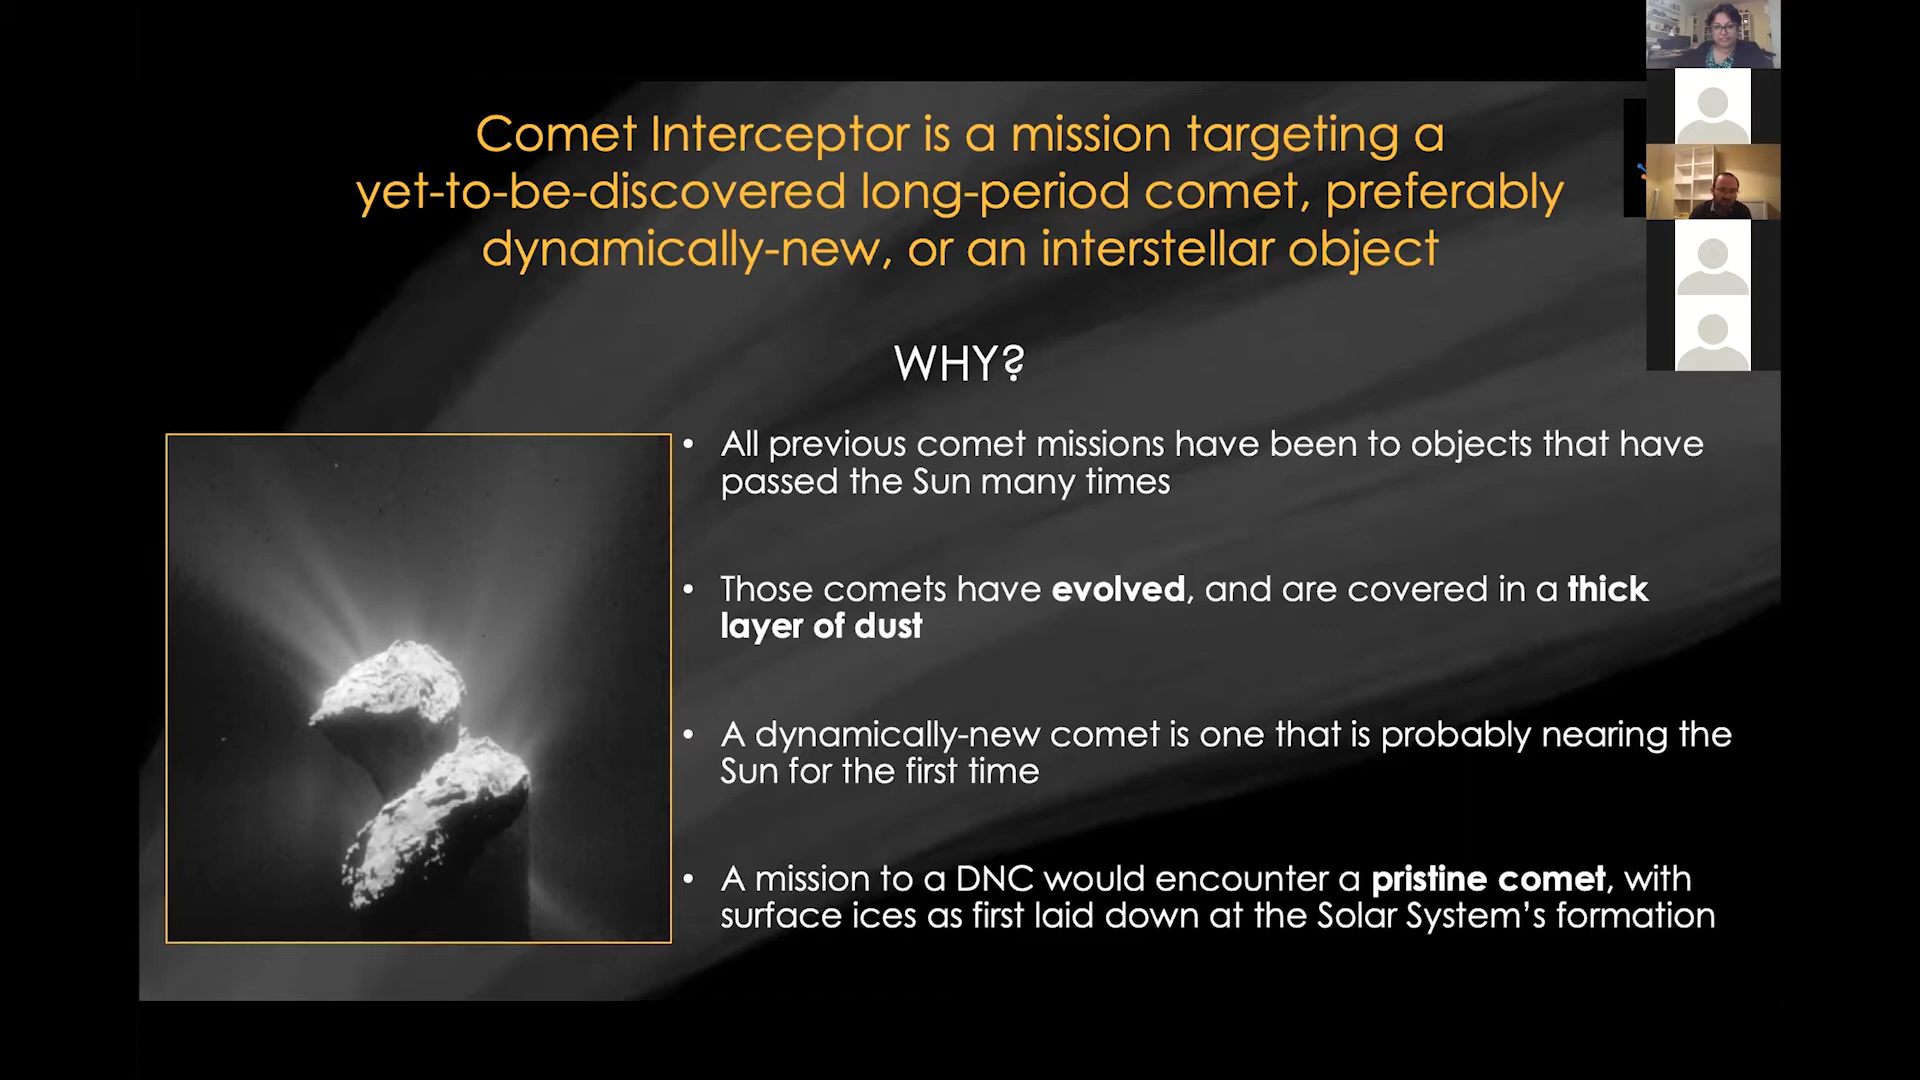 Comet Interceptor is a mission targeting a
yet-to-be-discovered long-period comet, preferably
dynamically-new, or an interstellar object
WHY?
• All previous comet missions have been to objects that have
passed the Sun many times
• Those comets have evolved, and are covered in a thick
layer of dust
• A dynamically-new comet is one that is probably nearing the
Sun for the first time
• A mission to a DNC would encounter a pristine comet, with
surface ices as first laid down at the Solar System’s formation